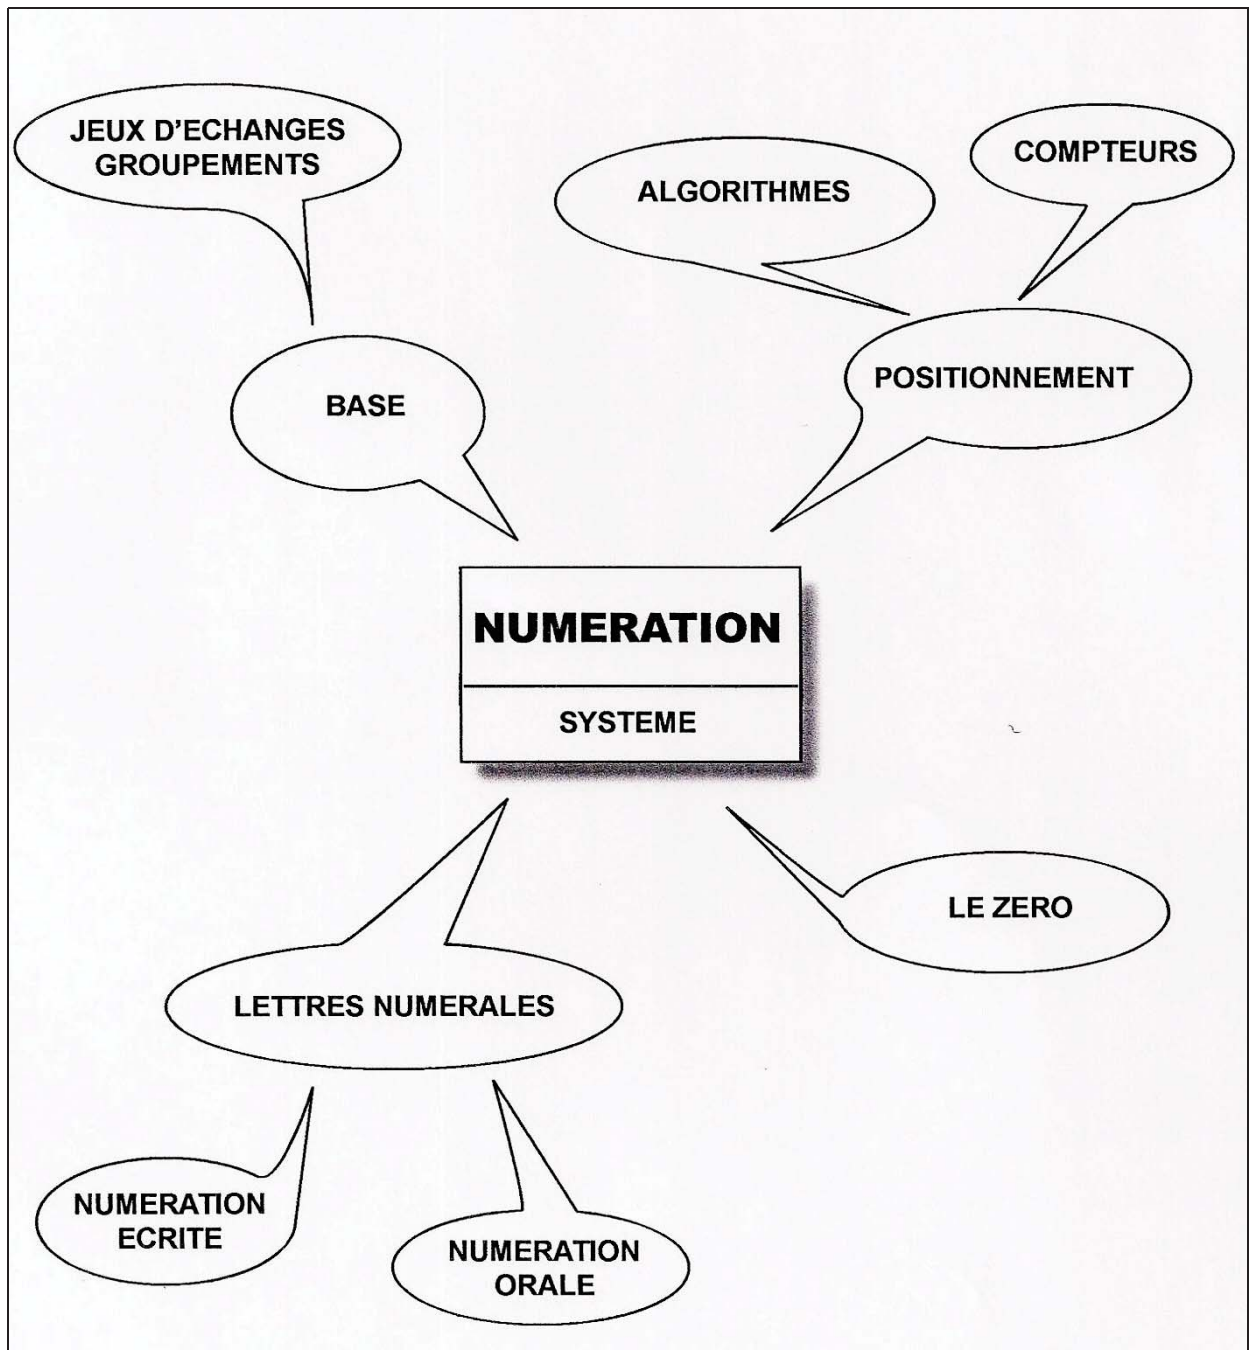 JEUX D'ECHANGES
GROUPEMENTS
ALGORITHMES
COMPTEURS
BASE
POSITIONNEMENT
NUMERATION
SYSTEME
LE ZERO
LETTRES NUMERALES
NUMERATION
ECRITE
NUMERATION
ORALE